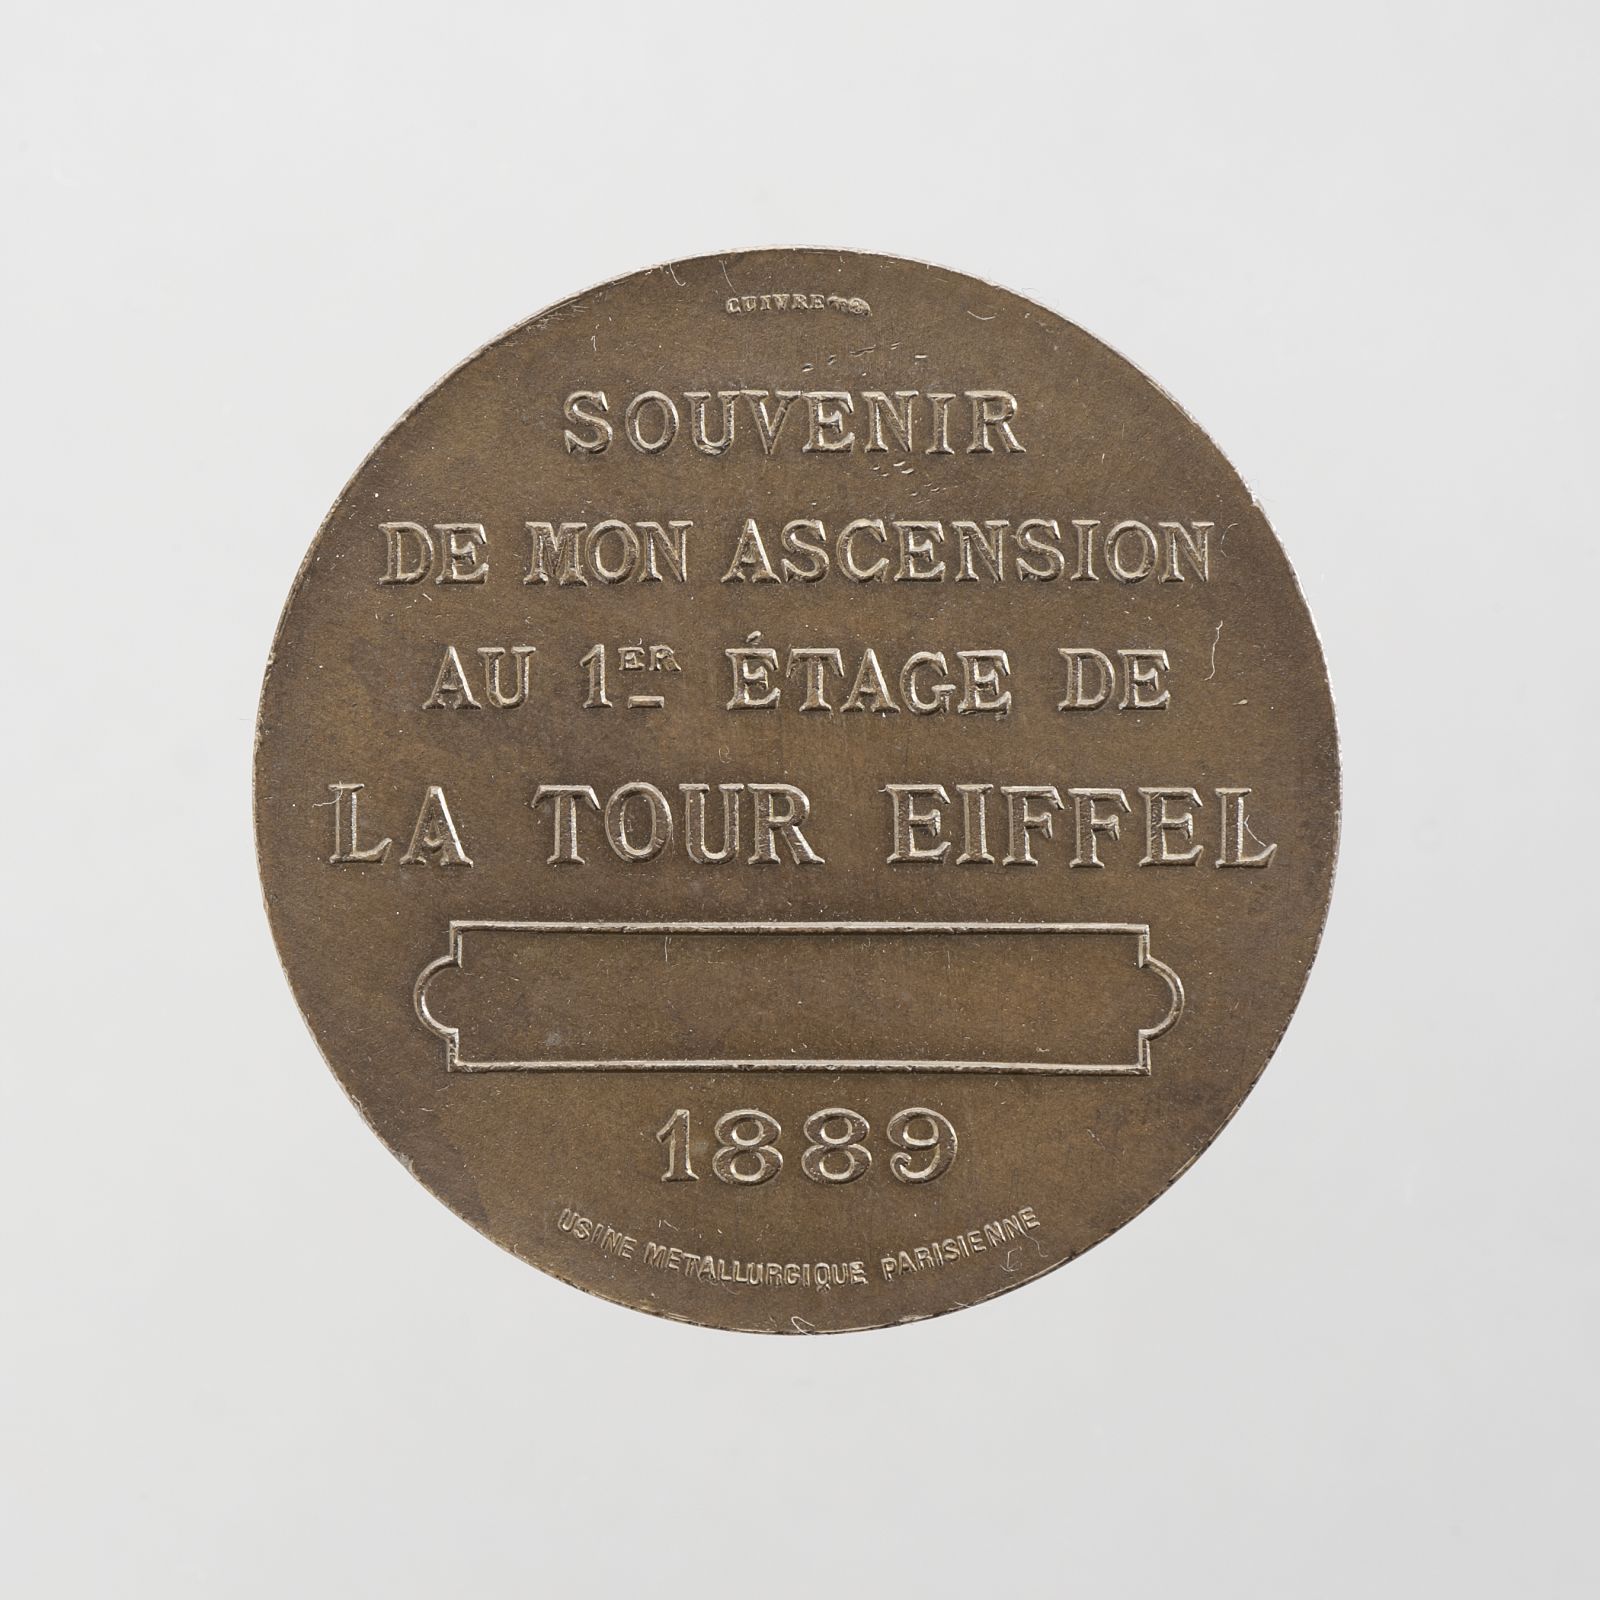 CUIVRE
SOUVENIR
DE MON ASCENSION
AU 1ER ÉTAGE DE
LA TOUR EIFFEL
1889
USINE METALLURGIQUE PARISIENNE